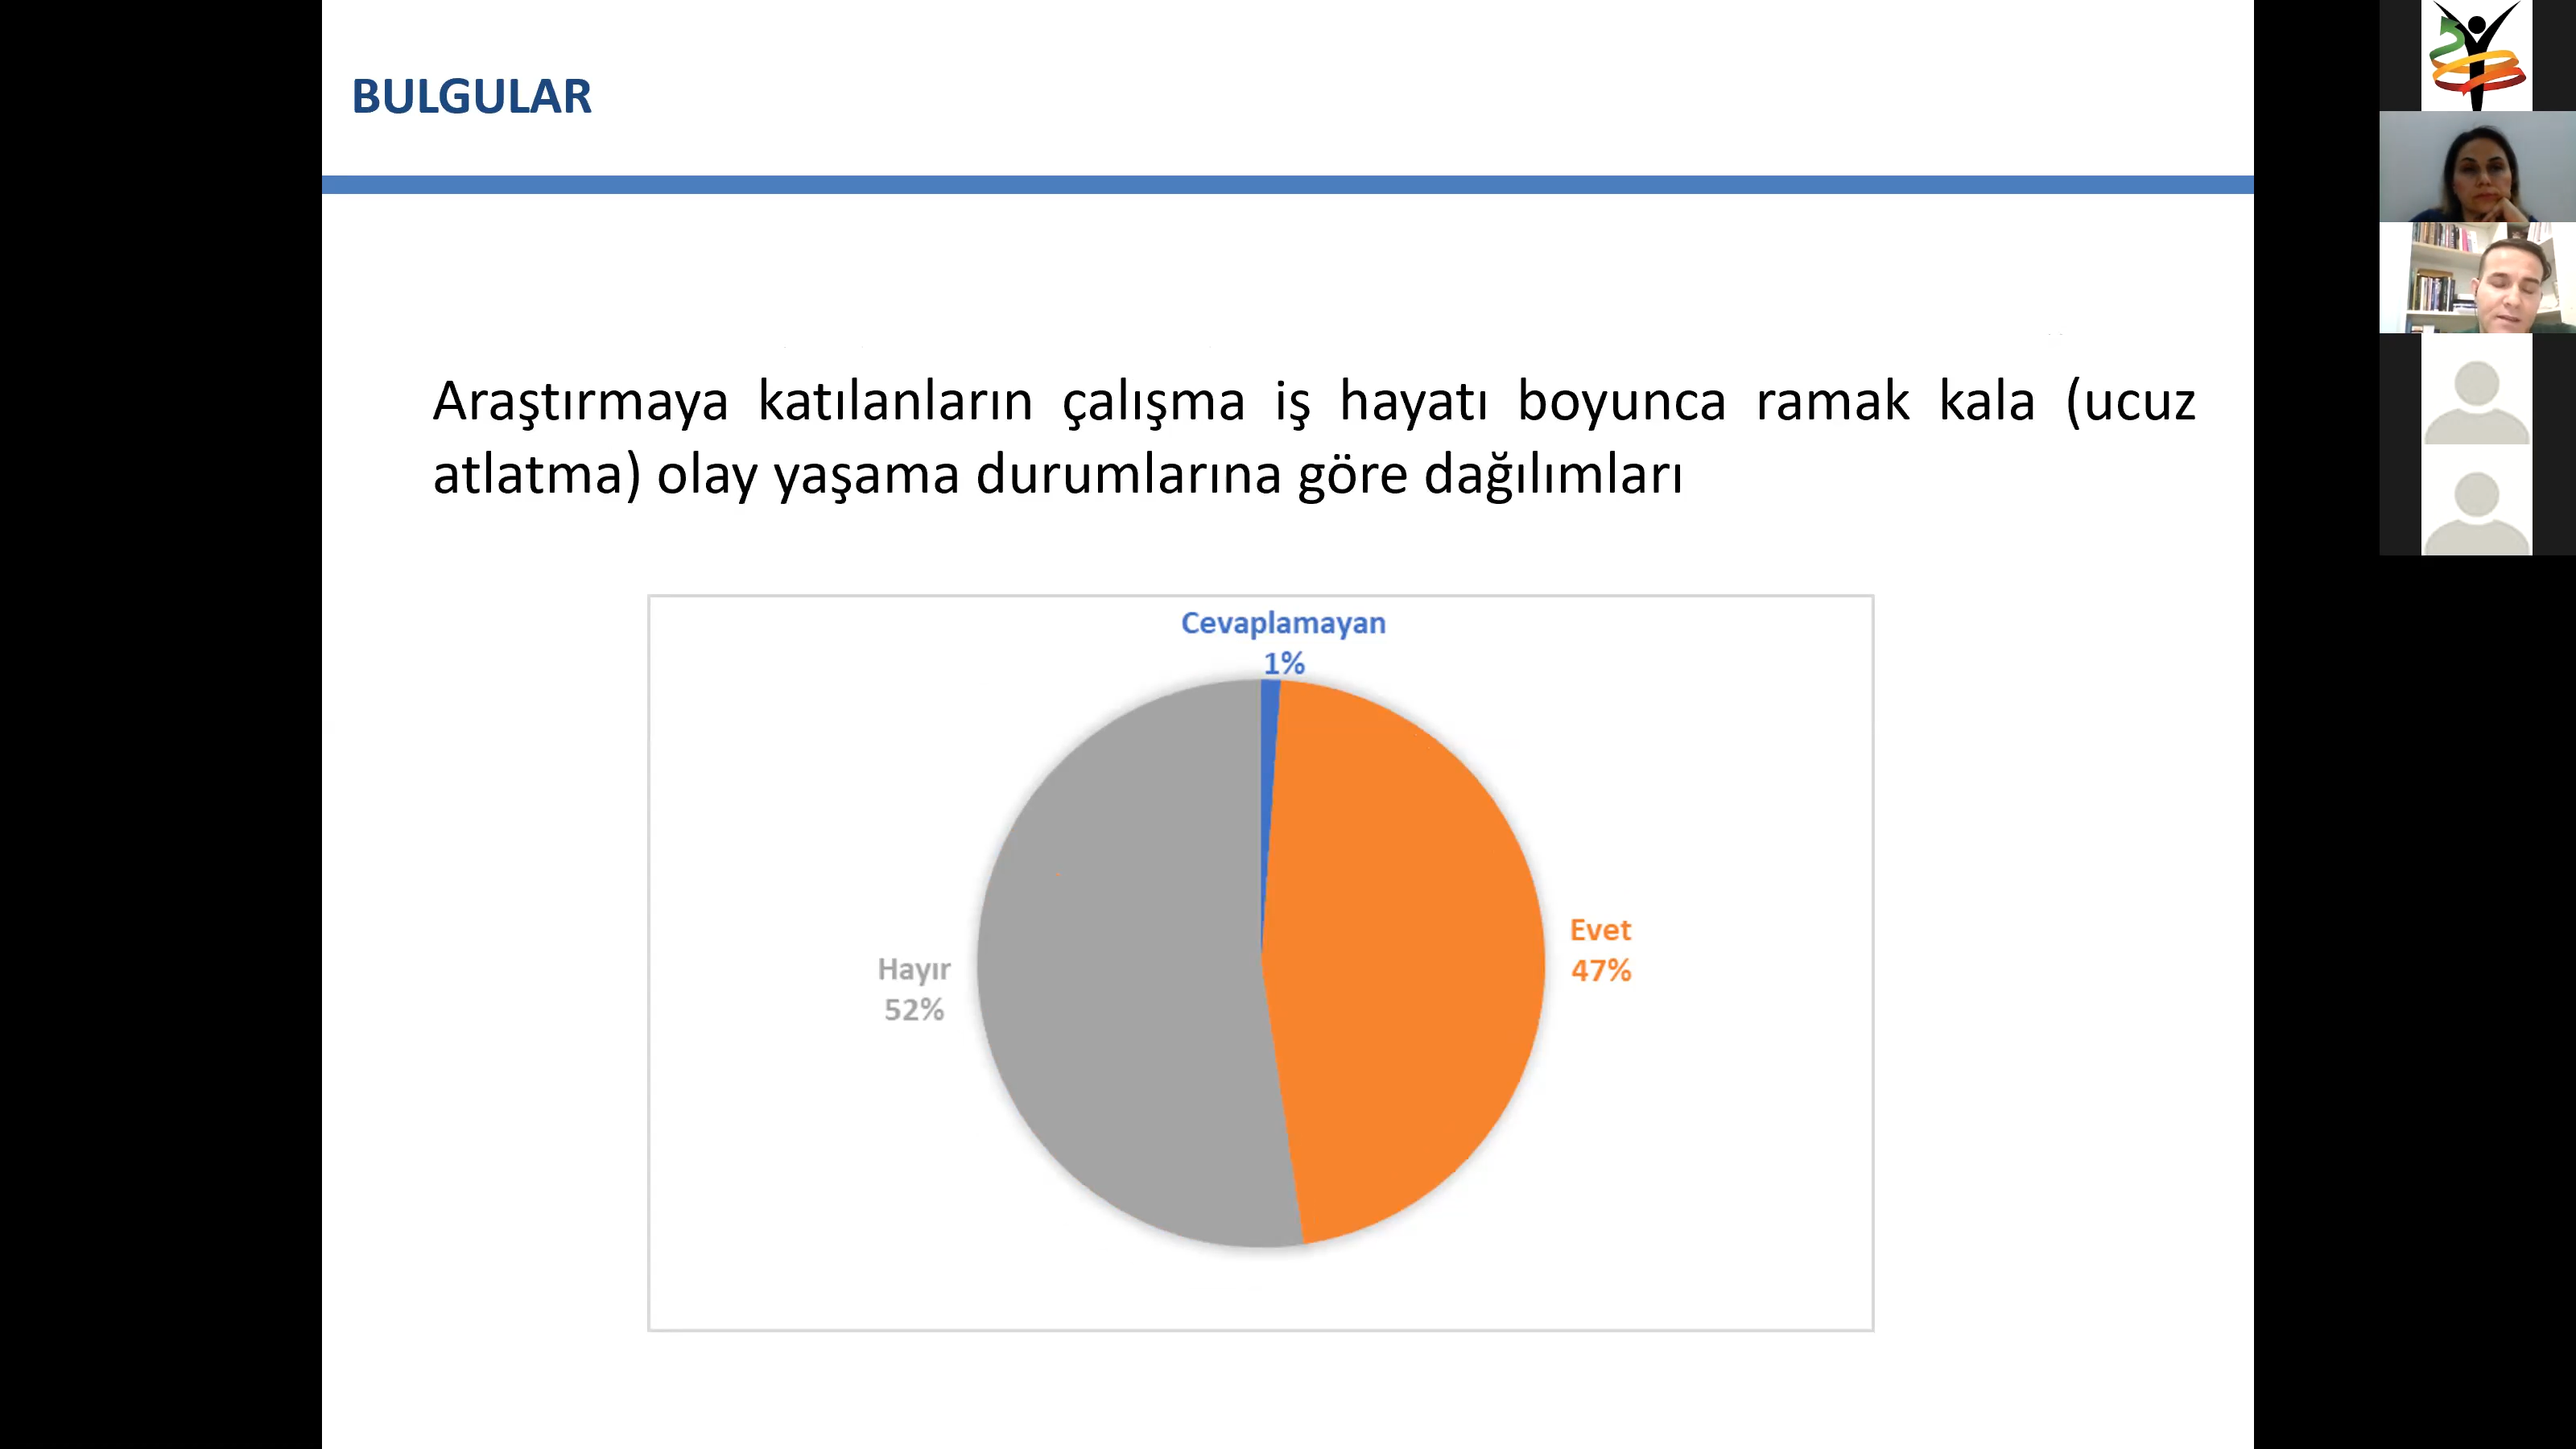 BULGULAR
Araştırmaya katılanların çalışma iş hayatı boyunca ramak kala (ucuz
atlatma) olay yaşama durumlarına göre dağılımları
Cevaplamayan
1%
Evet
47%
Hayır
52%